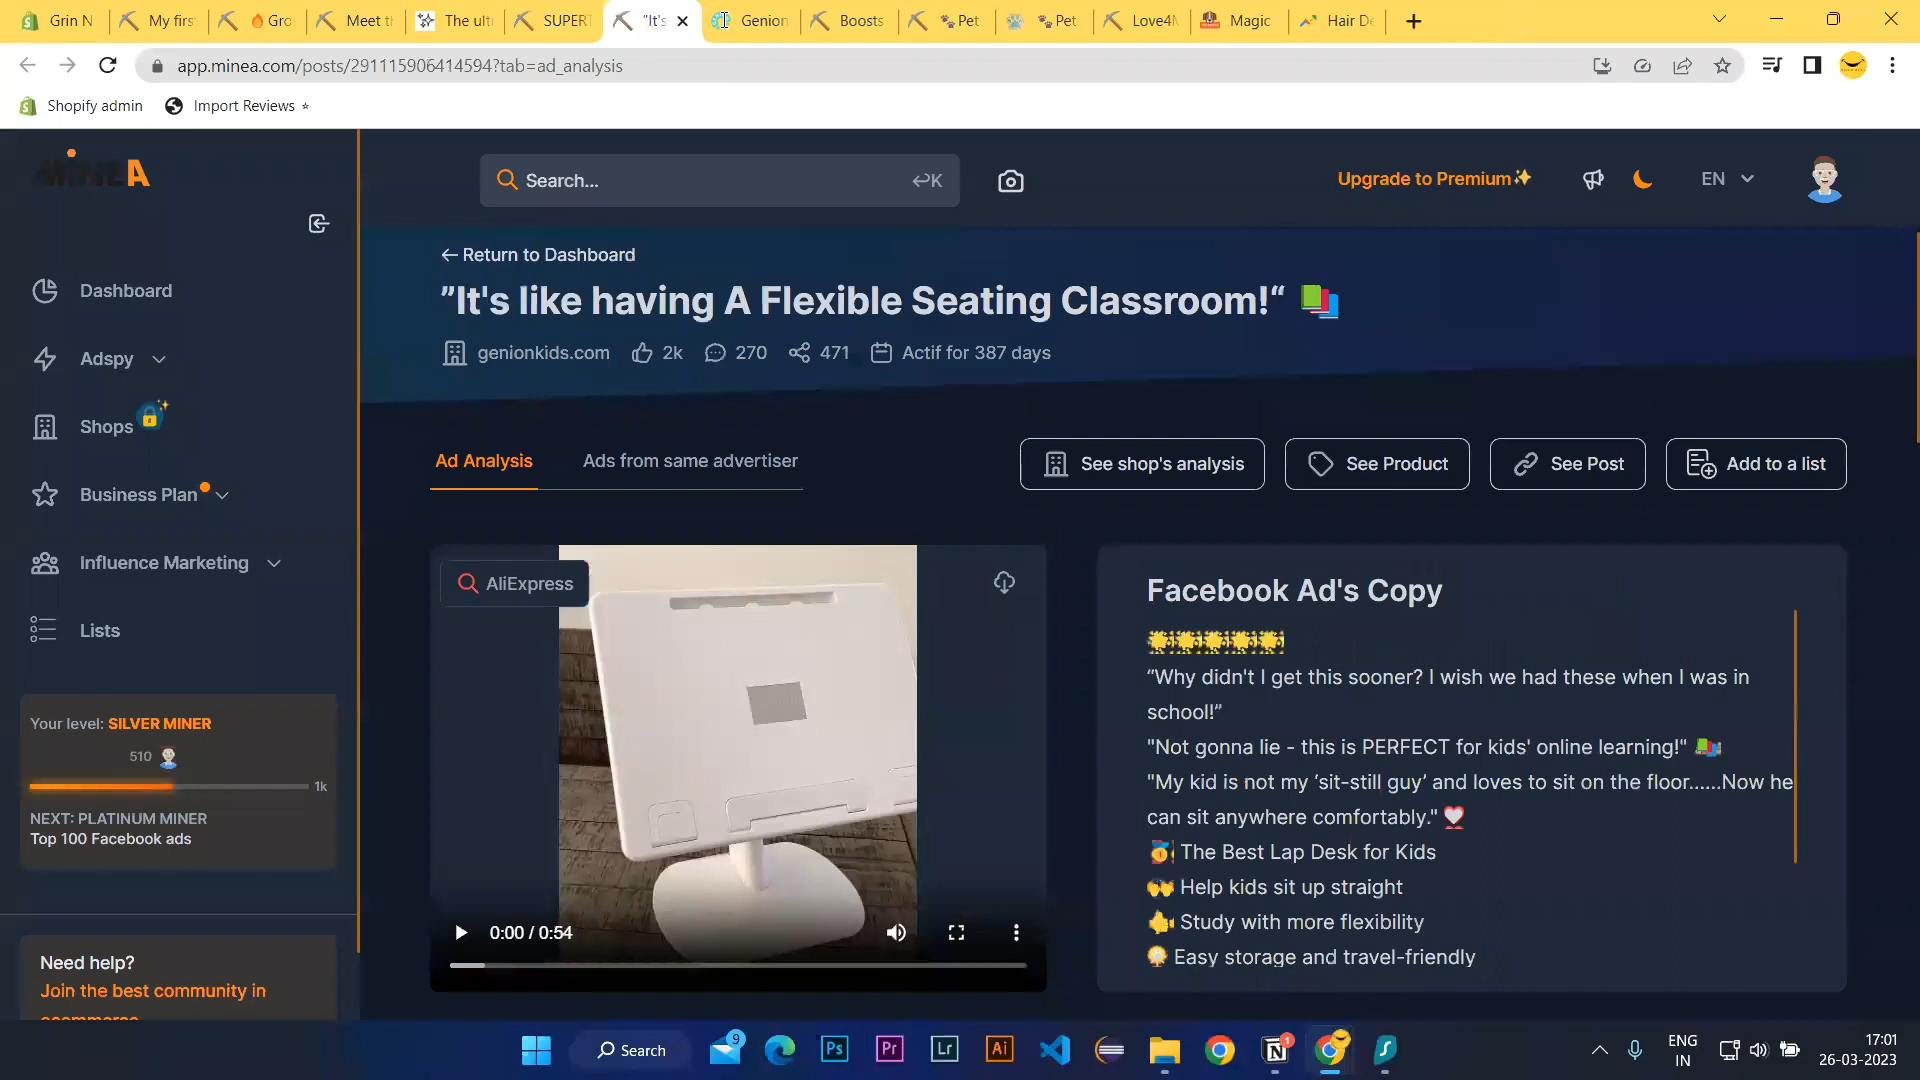 Grin N
My firs
Gro
Meet t
The ulti
SUPERT
"It's
Genion
Boosts
Pet
Pet
Love4
Magic
Hair De
app.minea.com/posts/291115906414594?tab=ad_analysis
Shopify admin
Import Reviews ⭑
MINEA
Search...
↩K
Upgrade to Premium✨
EN
← Return to Dashboard
”It's like having A Flexible Seating Classroom!“ 📚
genionkids.com
2k
270
471
Actif for 387 days
Dashboard
Adspy
Shops
Business Plan
Influence Marketing
Lists
Ad Analysis
Ads from same advertiser
See shop's analysis
See Product
See Post
Add to a list
AliExpress
0:00 / 0:54
Facebook Ad's Copy
“Why didn't I get this sooner? I wish we had these when I was in
school!”
"Not gonna lie - this is PERFECT for kids' online learning!" 📚
"My kid is not my ‘sit-still guy’ and loves to sit on the floor......Now he
can sit anywhere comfortably."
The Best Lap Desk for Kids
Help kids sit up straight
Study with more flexibility
Easy storage and travel-friendly
Your level: SILVER MINER
510
1k
NEXT: PLATINUM MINER
Top 100 Facebook ads
Need help?
Join the best community in
Search
9
Ps
Pr
Lr
Ai
1
ENG
IN
17:01
26-03-2023